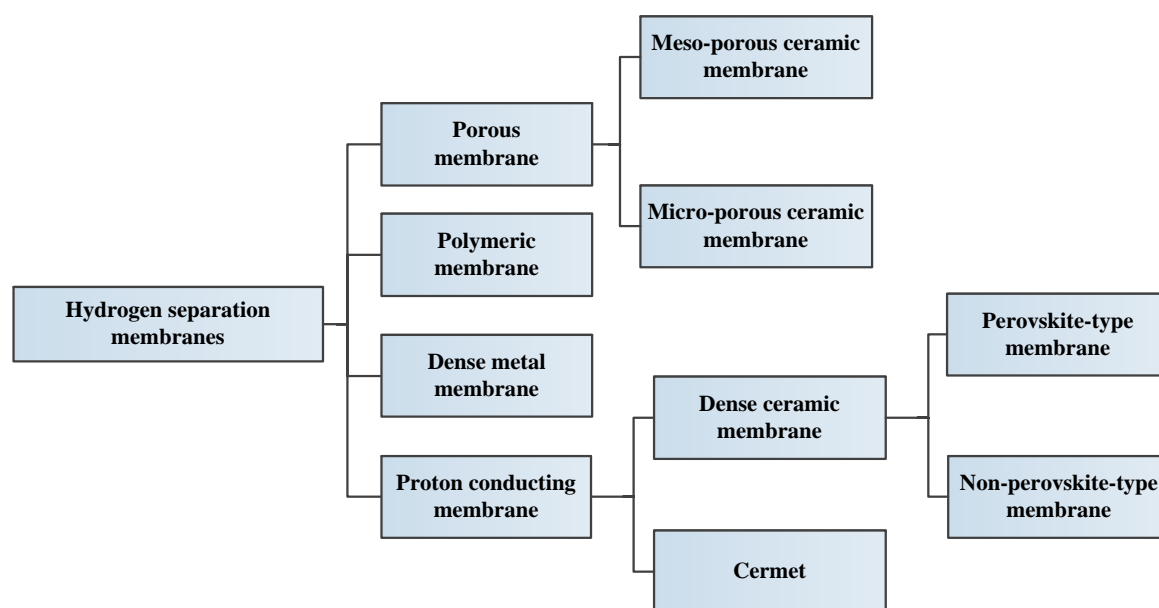 Meso-porous ceramic
membrane
Porous
membrane
Micro-porous ceramic
membrane
Polymeric
membrane
Hydrogen separation
membranes
Perovskite-type
membrane
Dense metal
membrane
Dense ceramic
membrane
Proton conducting
membrane
Non-perovskite-type
membrane
Cermet